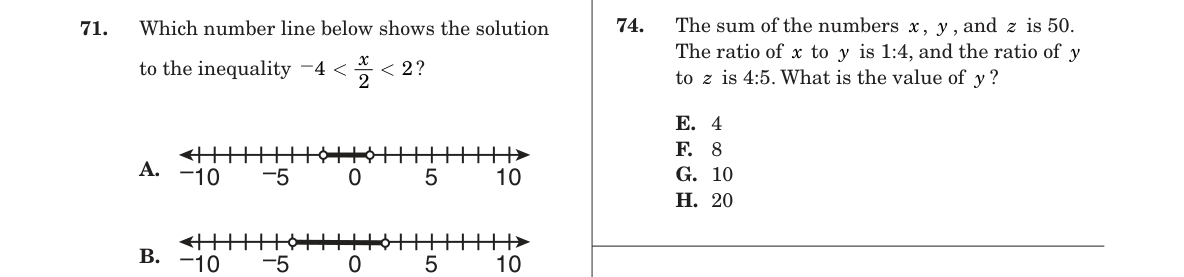 71. Which number line below shows the solution
to the inequality ⁻4 < x/2 < 2?
A.
⁻10 ⁻5 0 5 10
B.
⁻10 ⁻5 0 5 10
74. The sum of the numbers x, y, and z is 50.
The ratio of x to y is 1:4, and the ratio of y
to z is 4:5. What is the value of y?
E. 4
F. 8
G. 10
H. 20